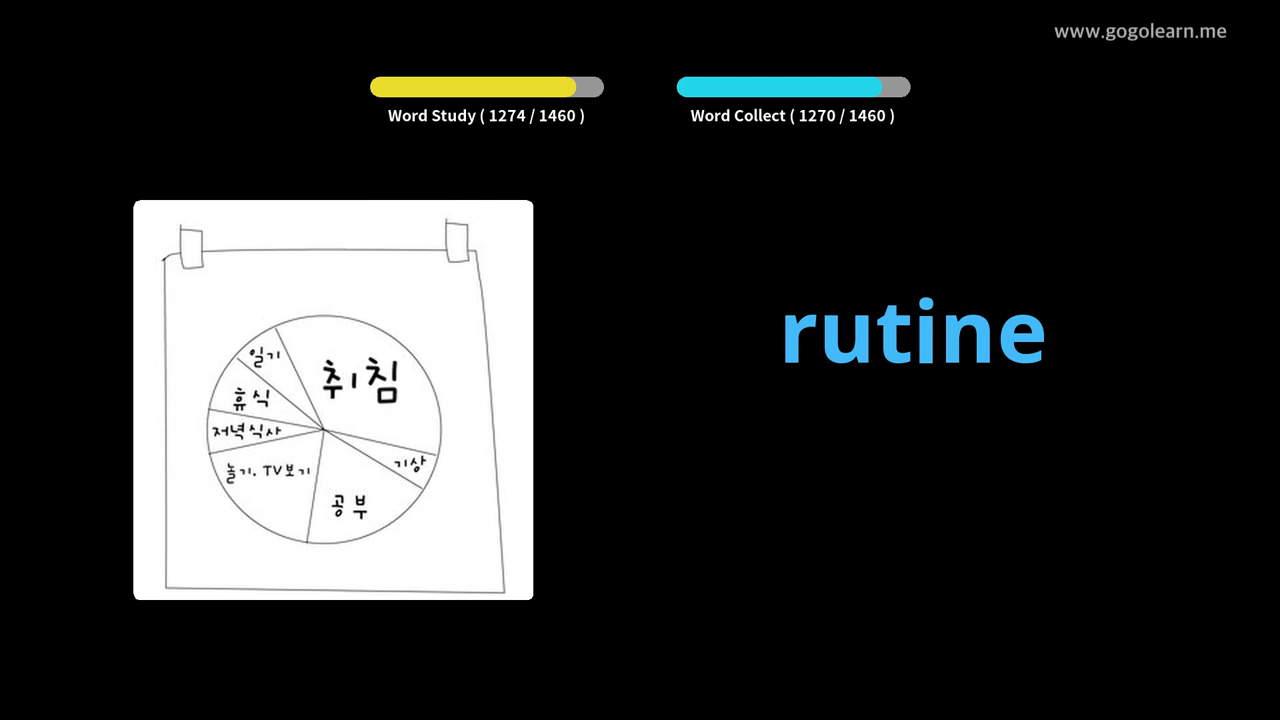 www.gogolearn.me
Word Study ( 1274 / 1460 )
Word Collect ( 1270 / 1460 )
일기
취침
휴식
저녁식사
기상
놀기. TV보기
공부
rutine